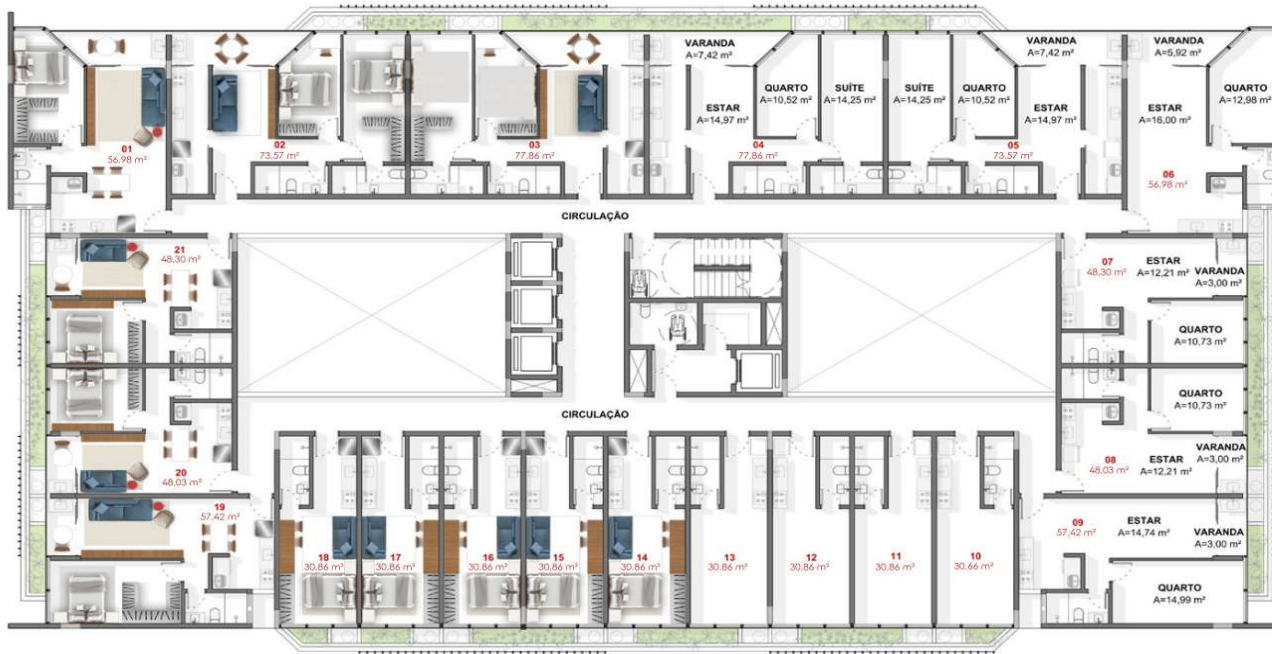 VARANDA
A=7,42 m²
VARANDA
A=7,42 m²
VARANDA
A=5,92 m²
QUARTO
A=10,52 m²
SUÍTE
A=14,25 m²
SUÍTE
A=14,25 m²
QUARTO
A=10,52 m²
QUARTO
A=12,98 m²
ESTAR
A=14,97 m²
ESTAR
A=14,97 m²
ESTAR
A=16,00 m²
01
56,98 m²
02
73.57 m²
03
77.86 m²
04
77.86 m²
05
73.57 m²
06
56,98 m²
CIRCULAÇÃO
21
48,30 m²
07
48,30 m²
ESTAR
A=12,21 m²
VARANDA
A=3,00 m²
QUARTO
A=10,73 m²
QUARTO
A=10,73 m²
CIRCULAÇÃO
20
48,03 m²
08
48,03 m²
ESTAR
A=12,21 m²
VARANDA
A=3,00 m²
19
57,42 m²
09
57,42 m²
ESTAR
A=14,74 m²
VARANDA
A=3,00 m²
18
30,86 m²
17
30,86 m²
16
30,86 m²
15
30,86 m²
14
30,86 m²
13
30,86 m²
12
30,86 m²
11
30,86 m²
10
30.66 m²
QUARTO
A=14,99 m²